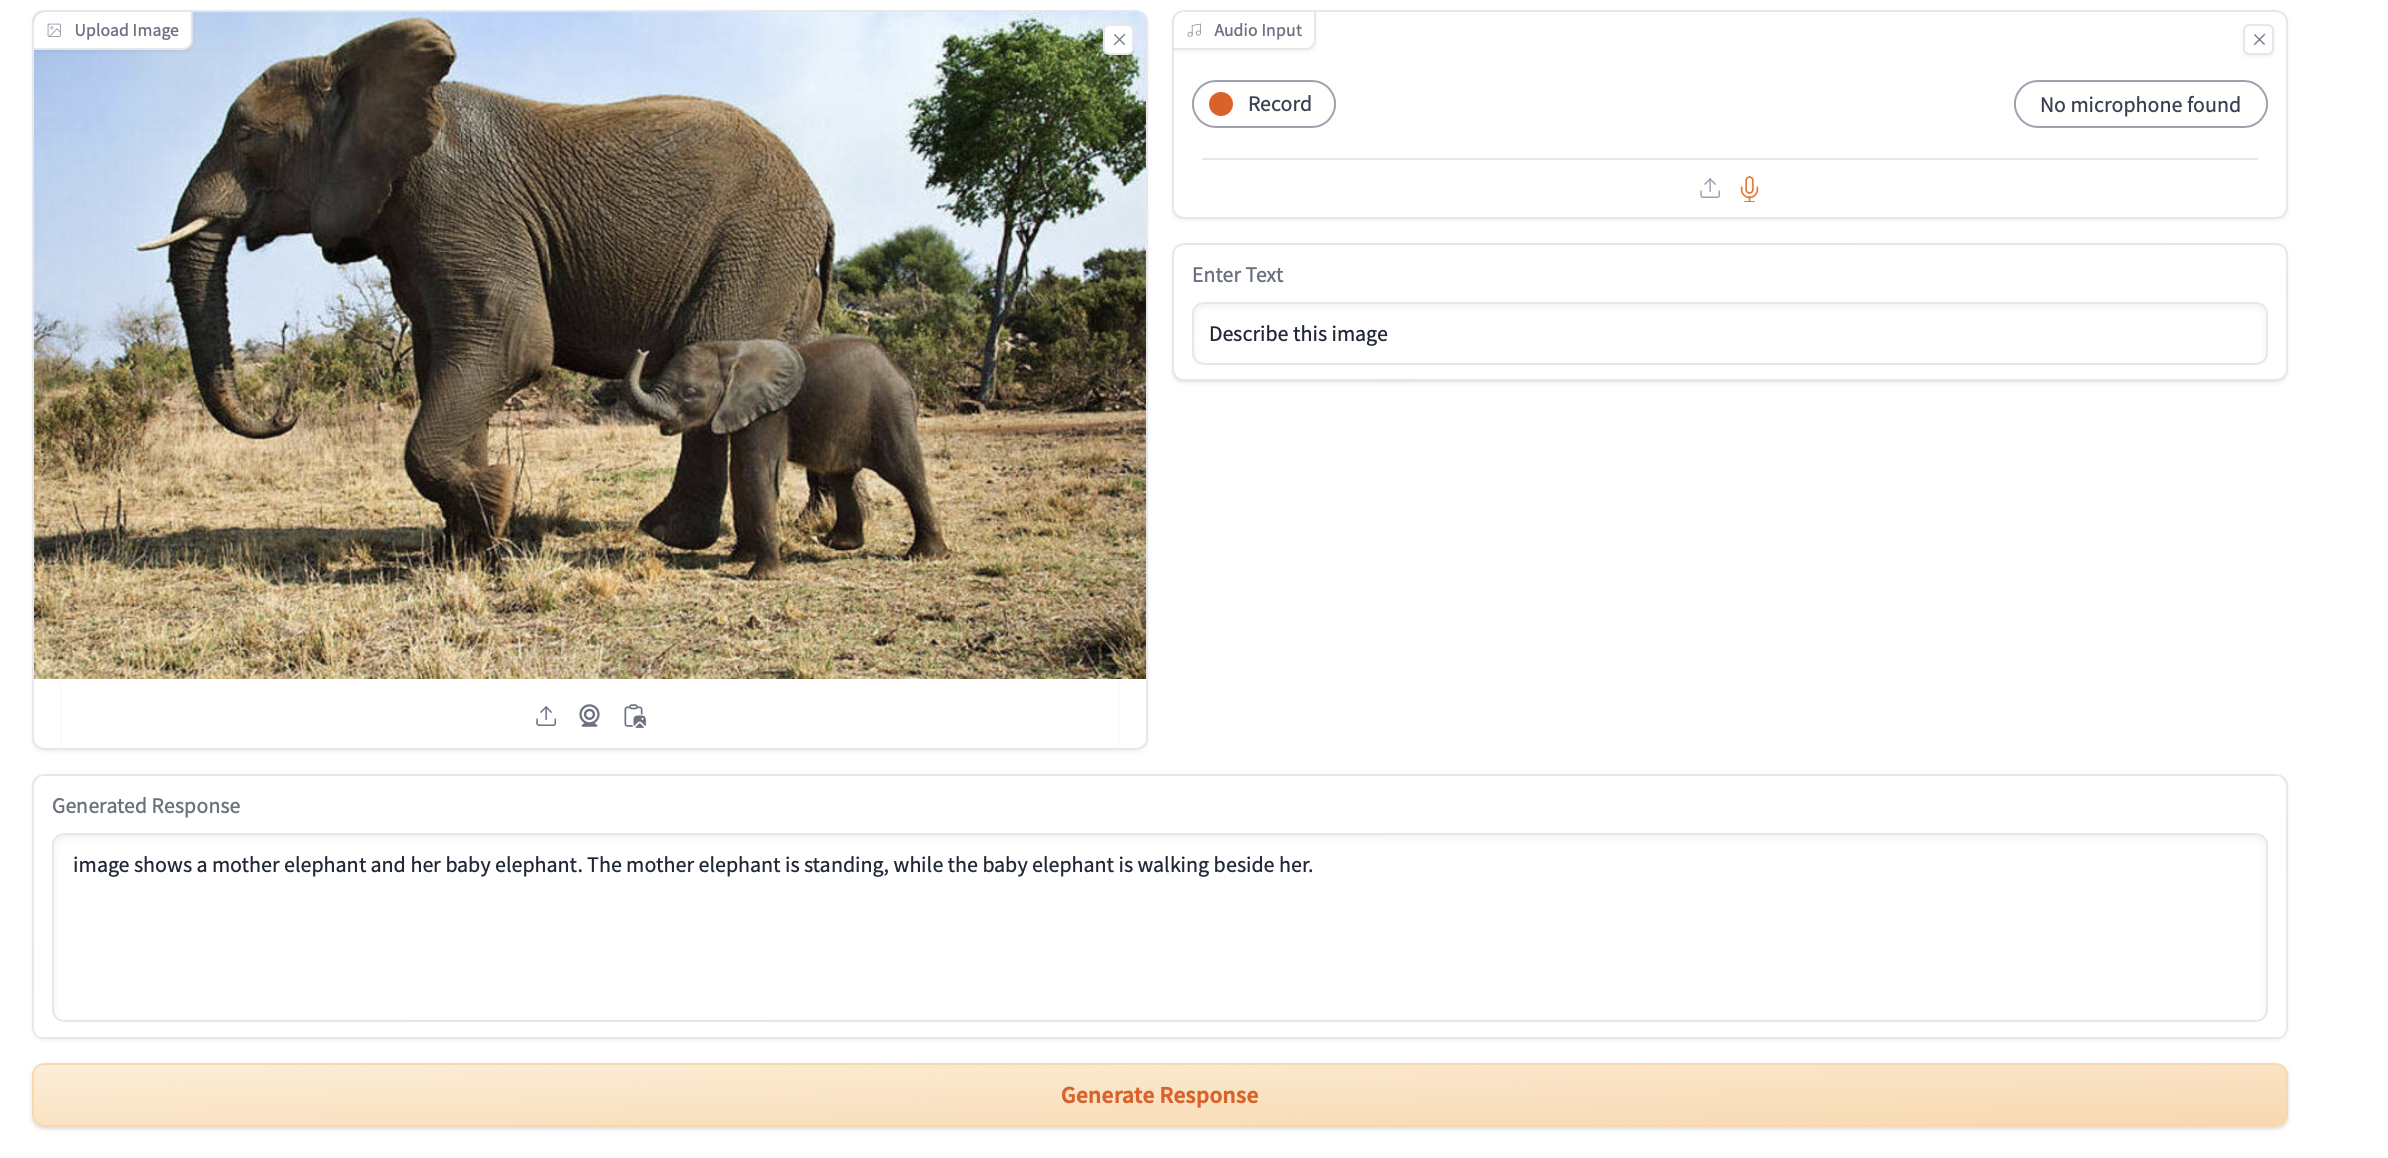 Upload Image
Audio Input
Record
No microphone found
Enter Text
Describe this image
Generated Response
image shows a mother elephant and her baby elephant. The mother elephant is standing, while the baby elephant is walking beside her.
Generate Response